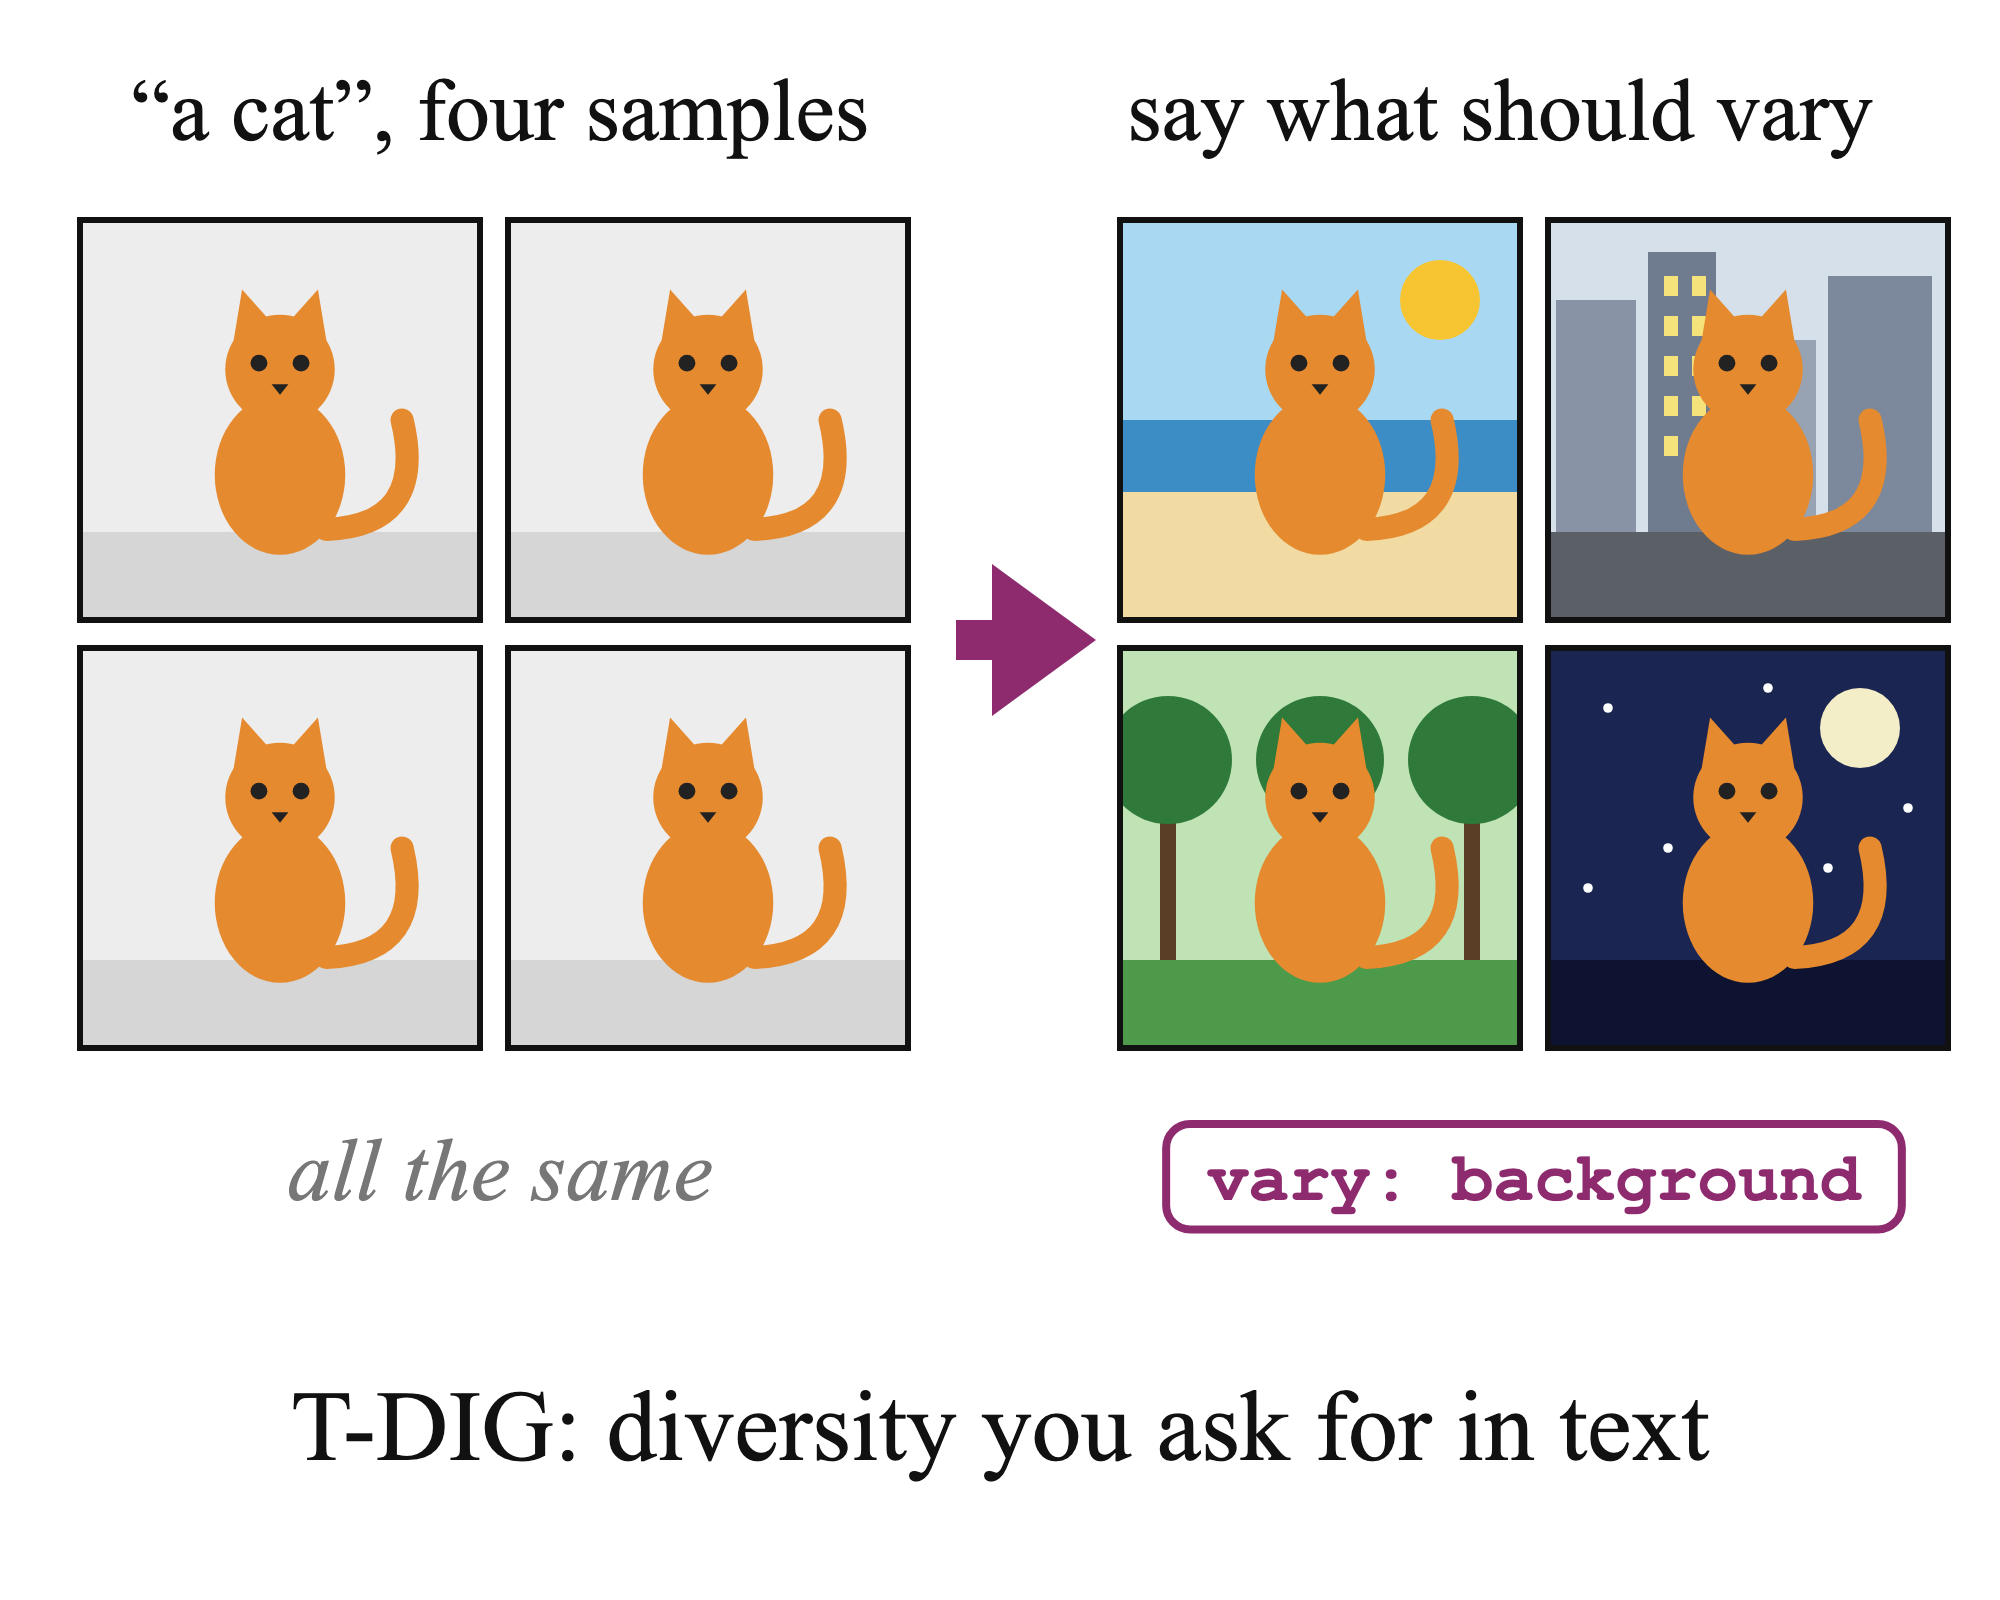 “a cat”, four samples
say what should vary
all the same
vary: background
T-DIG: diversity you ask for in text